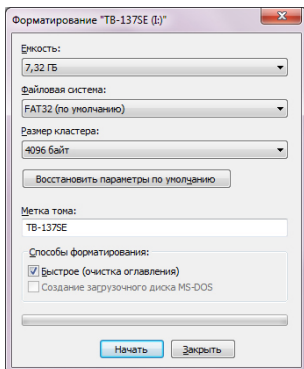 Форматирование "TB-137SE (I:)"
Емкость:
7,32 ГБ
Файловая система:
FAT32 (по умолчанию)
Размер кластера:
4096 байт
Восстановить параметры по умолчанию
Метка тома:
TB-137SE
Способы форматирования:
Быстрое (очистка оглавления)
Создание загрузочного диска MS-DOS
Начать
Закрыть